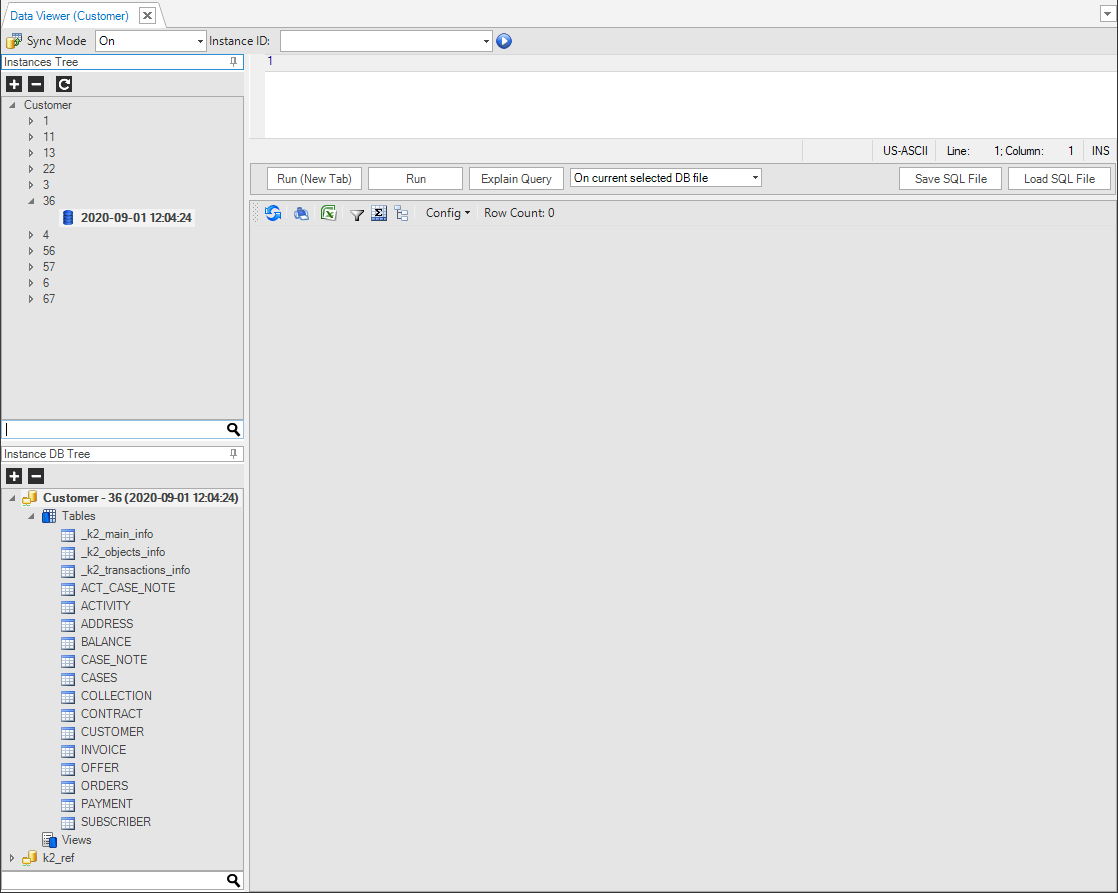 Data Viewer (Customer)
Sync Mode On Instance ID:
Instances Tree
1
Customer
1
11
13
22
3
36
2020-09-01 12:04:24
4
56
57
6
67
US-ASCII Line: 1; Column: 1 INS
Run (New Tab) Run Explain Query On current selected DB file Save SQL File Load SQL File
Config Row Count: 0
Instance DB Tree
Customer - 36 (2020-09-01 12:04:24)
Tables
_k2_main_info
_k2_objects_info
_k2_transactions_info
ACT_CASE_NOTE
ACTIVITY
ADDRESS
BALANCE
CASE_NOTE
CASES
COLLECTION
CONTRACT
CUSTOMER
INVOICE
OFFER
ORDERS
PAYMENT
SUBSCRIBER
Views
k2_ref